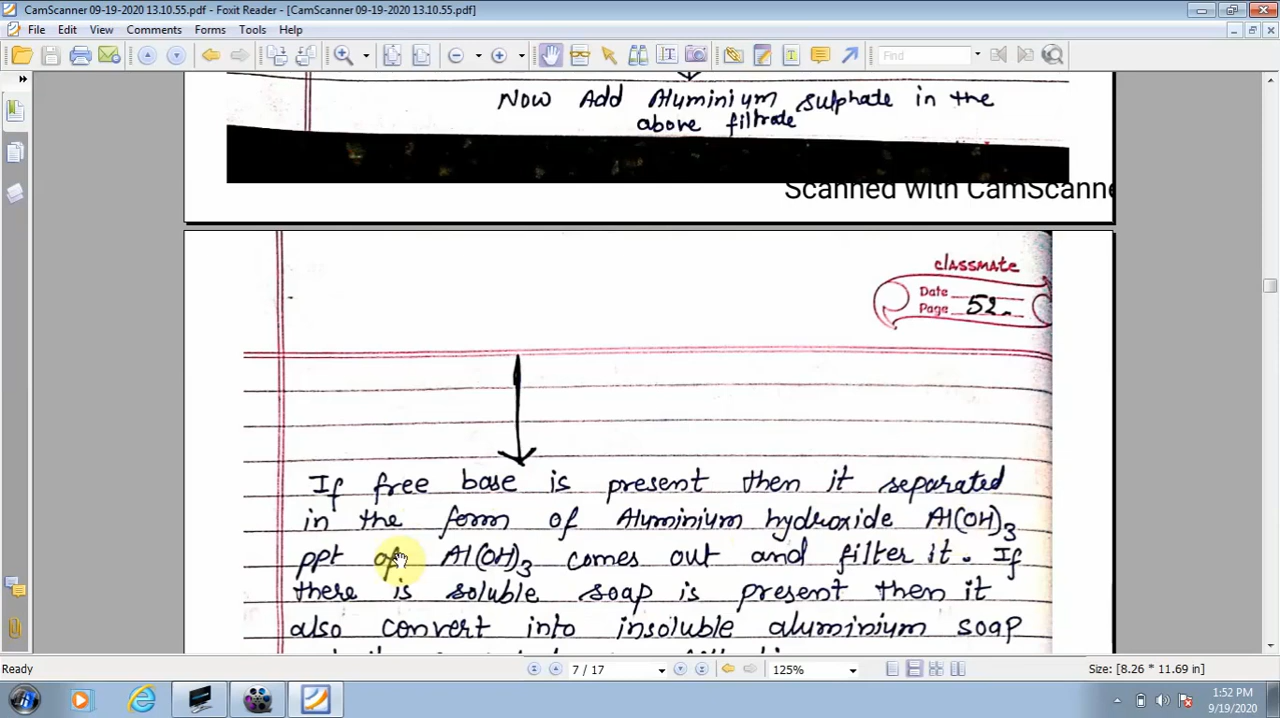 CamScanner 09-19-2020 13.10.55.pdf - Foxit Reader - [CamScanner 09-19-2020 13.10.55.pdf]
File Edit View Comments Forms Tools Help
Find
Now Add Aluminium sulphate in the
above filtrate
Scanned with CamScanne
classmate
Date
Page 52.
If free base is present then it separated
in the form of Aluminium hydroxide Al(OH)3
ppt of Al(OH)3 comes out and filter it. If
there is soluble soap is present then it
also convert into insoluble aluminium soap
Ready
7 / 17
125%
Size: [8.26 * 11.69 in]
1:52 PM
9/19/2020